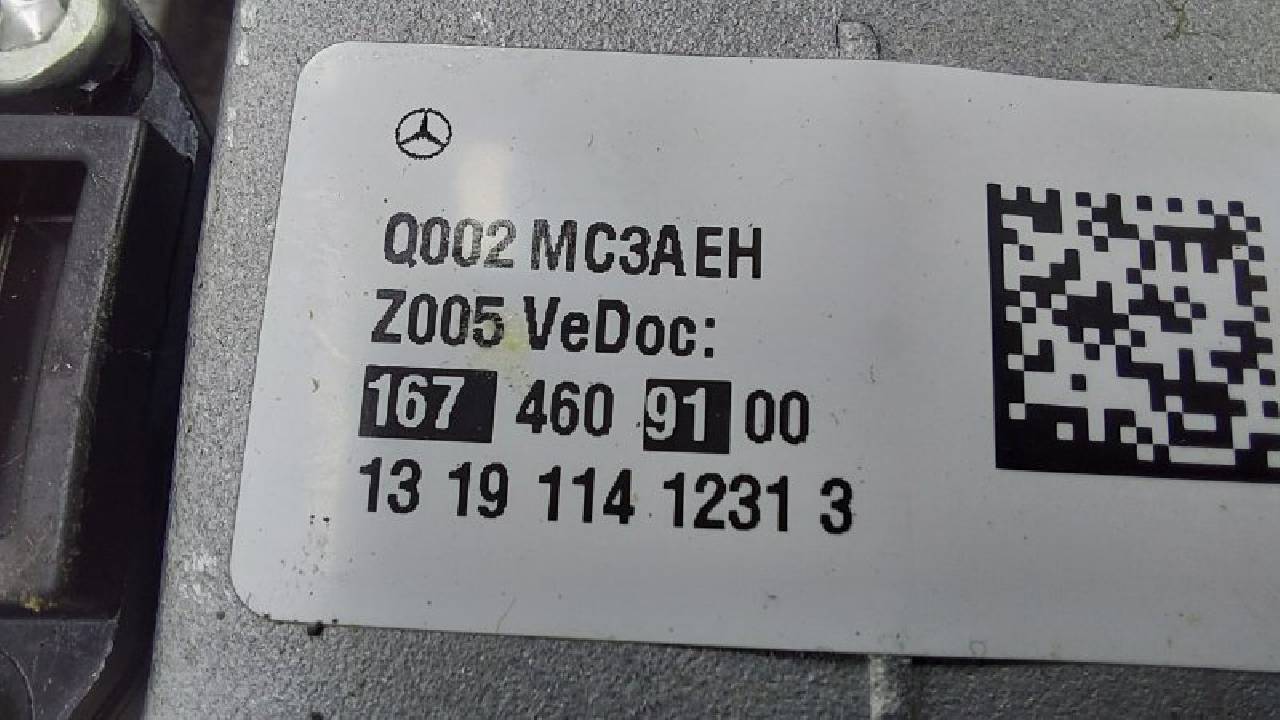 Q002 MC3AEH
Z005 VeDoc:
167 460 91 00
13 19 114 1231 3